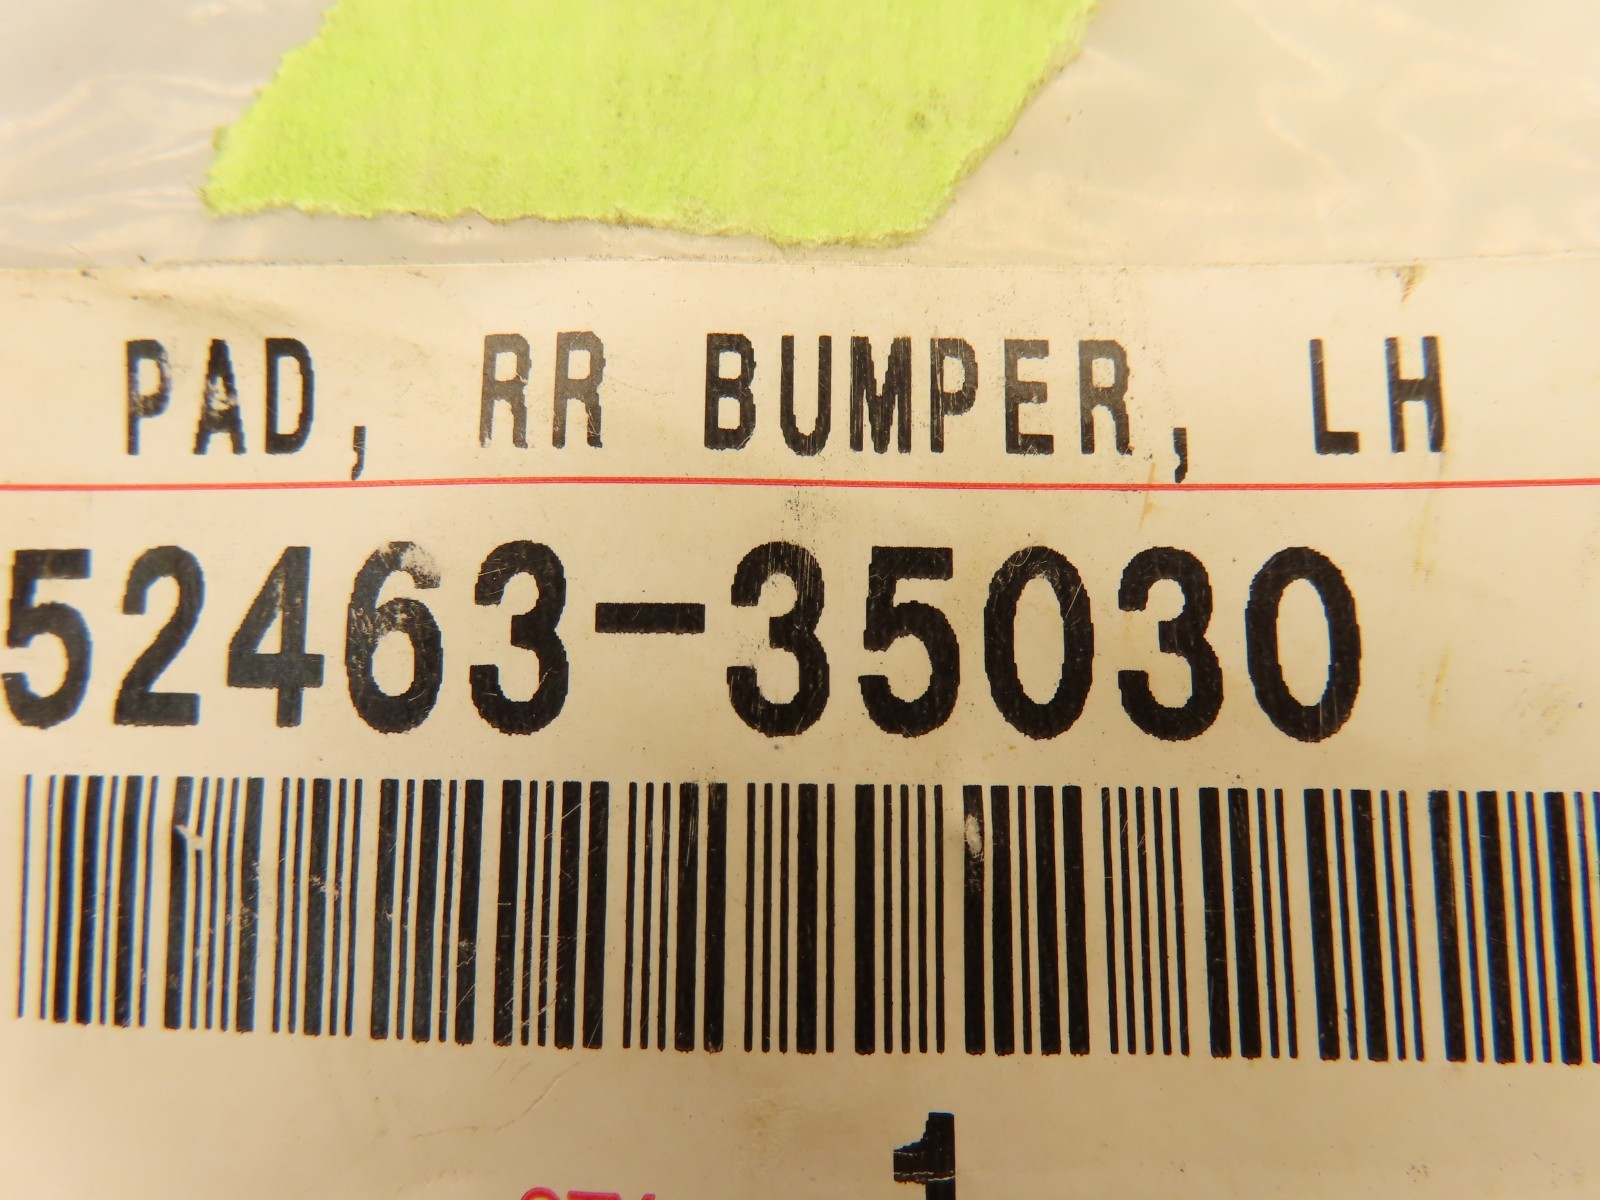 PAD, RR BUMPER, LH
52463-35030
1